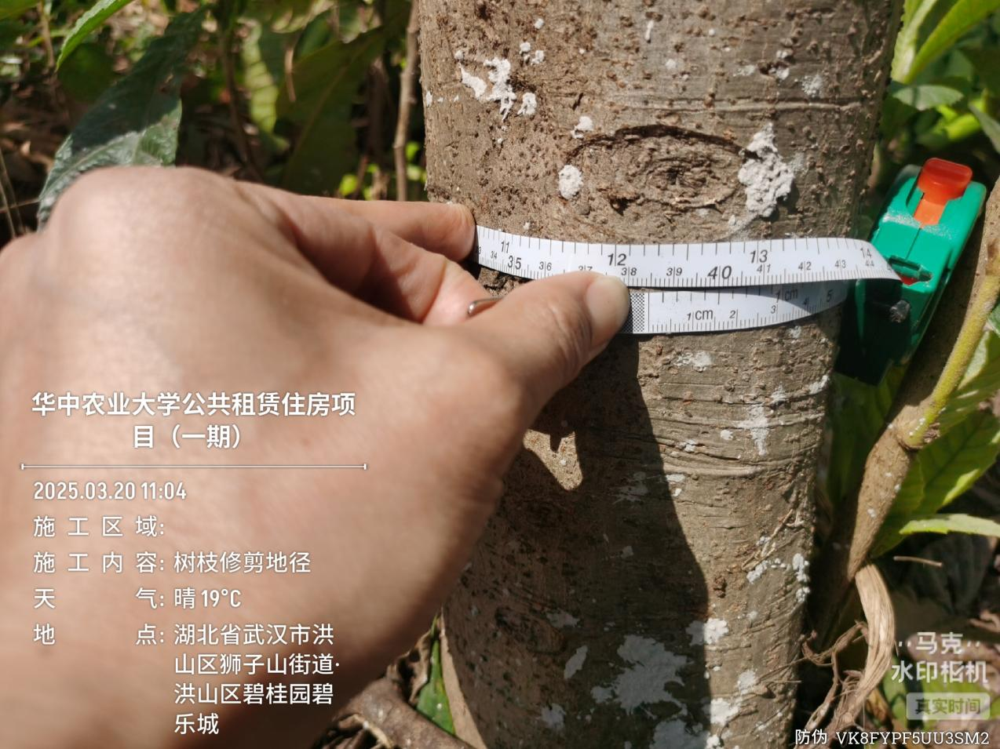 11 12 13 14
33 34 35 36 37 38 39 40 41 42 43 44
1 cm
1 cm 2 3 4 5
华中农业大学公共租赁住房项
目（一期）
2025.03.20 11:04
施工区域:
施工内容: 树枝修剪地径
天气: 晴 19°C
地点: 湖北省武汉市洪
山区狮子山街道·
洪山区碧桂园碧
乐城
马克
水印相机
真实时间
防伪 VK8FYPF5UU3SM2